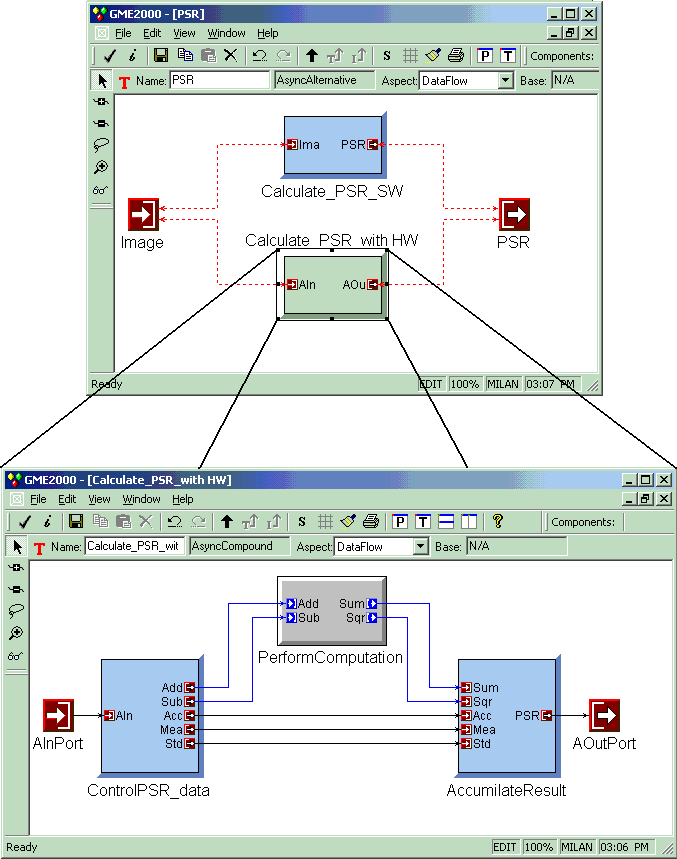 GME2000 - [PSR]
File Edit View Window Help
S P T Components:
T Name: PSR AsyncAlternative Aspect: DataFlow Base: N/A
Ima PSR
Calculate_PSR_SW
Image
PSR
Calculate_PSR_with HW
AIn AOu
Ready EDIT 100% MILAN 03:07 PM
GME2000 - [Calculate_PSR_with HW]
File Edit View Window Help
S P T ? Components:
T Name: Calculate_PSR_wit AsyncCompound Aspect: DataFlow Base: N/A
Add Sum
Sub Sqr
PerformComputation
Add
Sub
AIn Acc
Mea
Std
Sum
Sqr
Acc PSR
Mea
Std
AInPort
AOutPort
ControlPSR_data
AccumilateResult
Ready EDIT 100% MILAN 03:06 PM